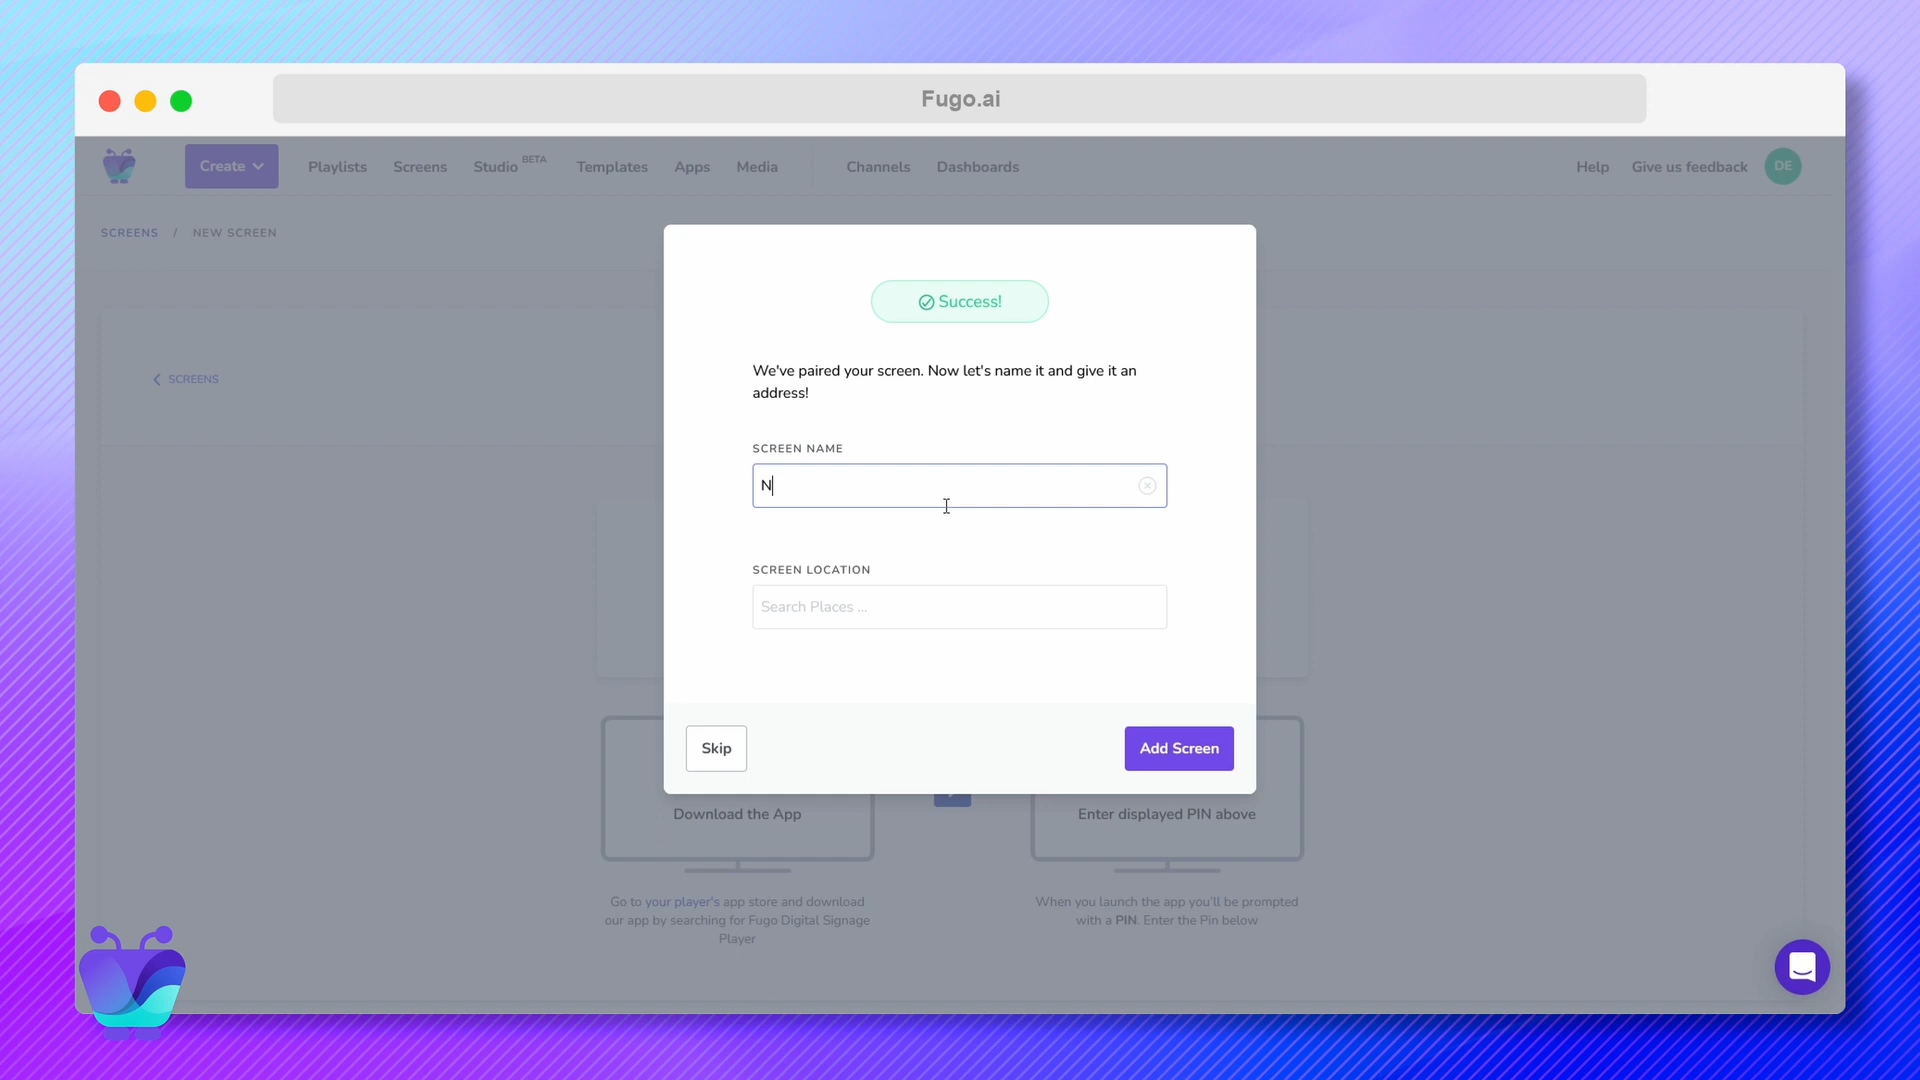 Fugo.ai
Create Playlists Screens Studio BETA Templates Apps Media Channels Dashboards Help Give us feedback DE
SCREENS / NEW SCREEN
Success!
SCREENS
We've paired your screen. Now let's name it and give it an
address!
SCREEN NAME
N
SCREEN LOCATION
Search Places ...
Skip
Add Screen
Download the App
Enter displayed PIN above
Go to your player's app store and download
our app by searching for Fugo Digital Signage
Player
When you launch the app you'll be prompted
with a PIN. Enter the Pin below